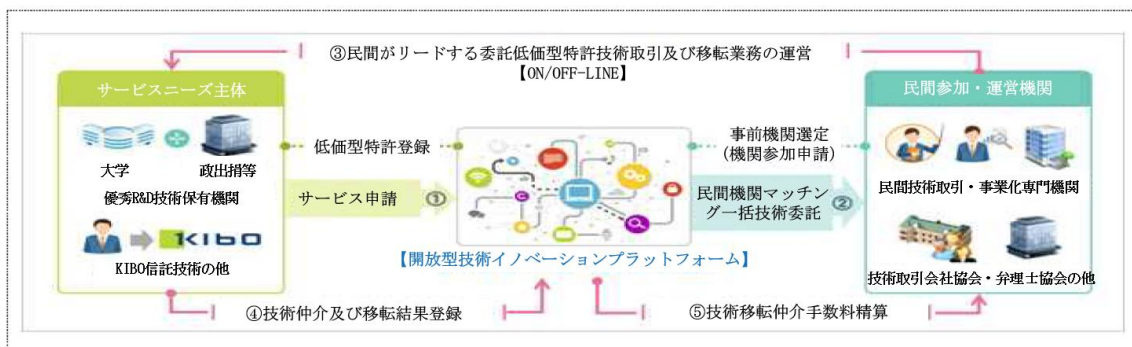 ③民間がリードする委託低価型特許技術取引及び移転業務の運営
【ON/OFF-LINE】
サービスニーズ主体
大学
政出捐等
優秀R&D技術保有機関
KIBO
KIBO信託技術の他
低価型特許登録
サービス申請 ①
【開放型技術イノベーションプラットフォーム】
事前機関選定
(機関参加申請)
民間機関マッチン
グ一括技術委託 ②
民間参加・運営機関
民間技術取引・事業化専門機関
技術取引会社協会・弁理士協会の他
④技術仲介及び移転結果登録
⑤技術移転仲介手数料精算